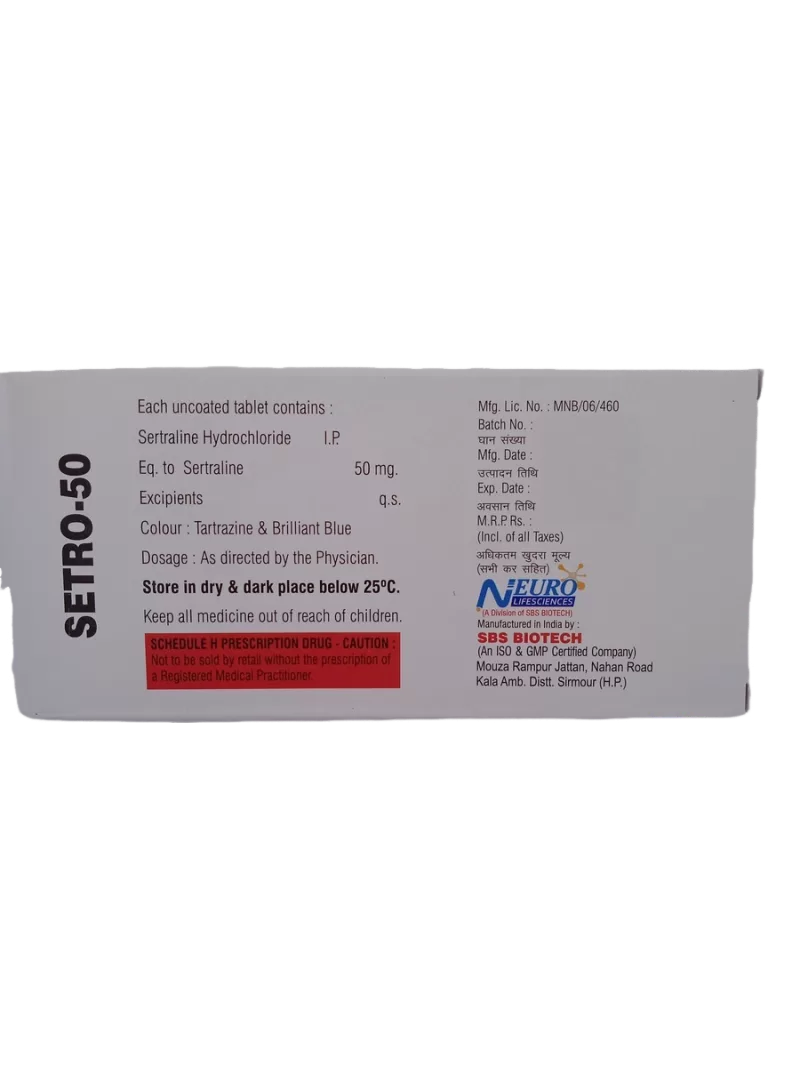 SETRO-50
Each uncoated tablet contains :
Sertraline Hydrochloride I.P.
Eq. to Sertraline 50 mg.
Excipients q.s.
Colour : Tartrazine & Brilliant Blue
Dosage : As directed by the Physician.
Store in dry & dark place below 25ºC.
Keep all medicine out of reach of children.
SCHEDULE H PRESCRIPTION DRUG - CAUTION :
Not to be sold by retail without the prescription of
a Registered Medical Practitioner.
Mfg. Lic. No. : MNB/06/460
Batch No. :
घान संख्या
Mfg. Date :
उत्पादन तिथि
Exp. Date :
अवसान तिथि
M.R.P. Rs. :
(Incl. of all Taxes)
अधिकतम खुदरा मूल्य
(सभी कर सहित)
NEURO
LIFESCIENCES
(A Division of SBS BIOTECH)
Manufactured in India by :
SBS BIOTECH
(An ISO & GMP Certified Company)
Mouza Rampur Jattan, Nahan Road
Kala Amb. Distt. Sirmour (H.P.)